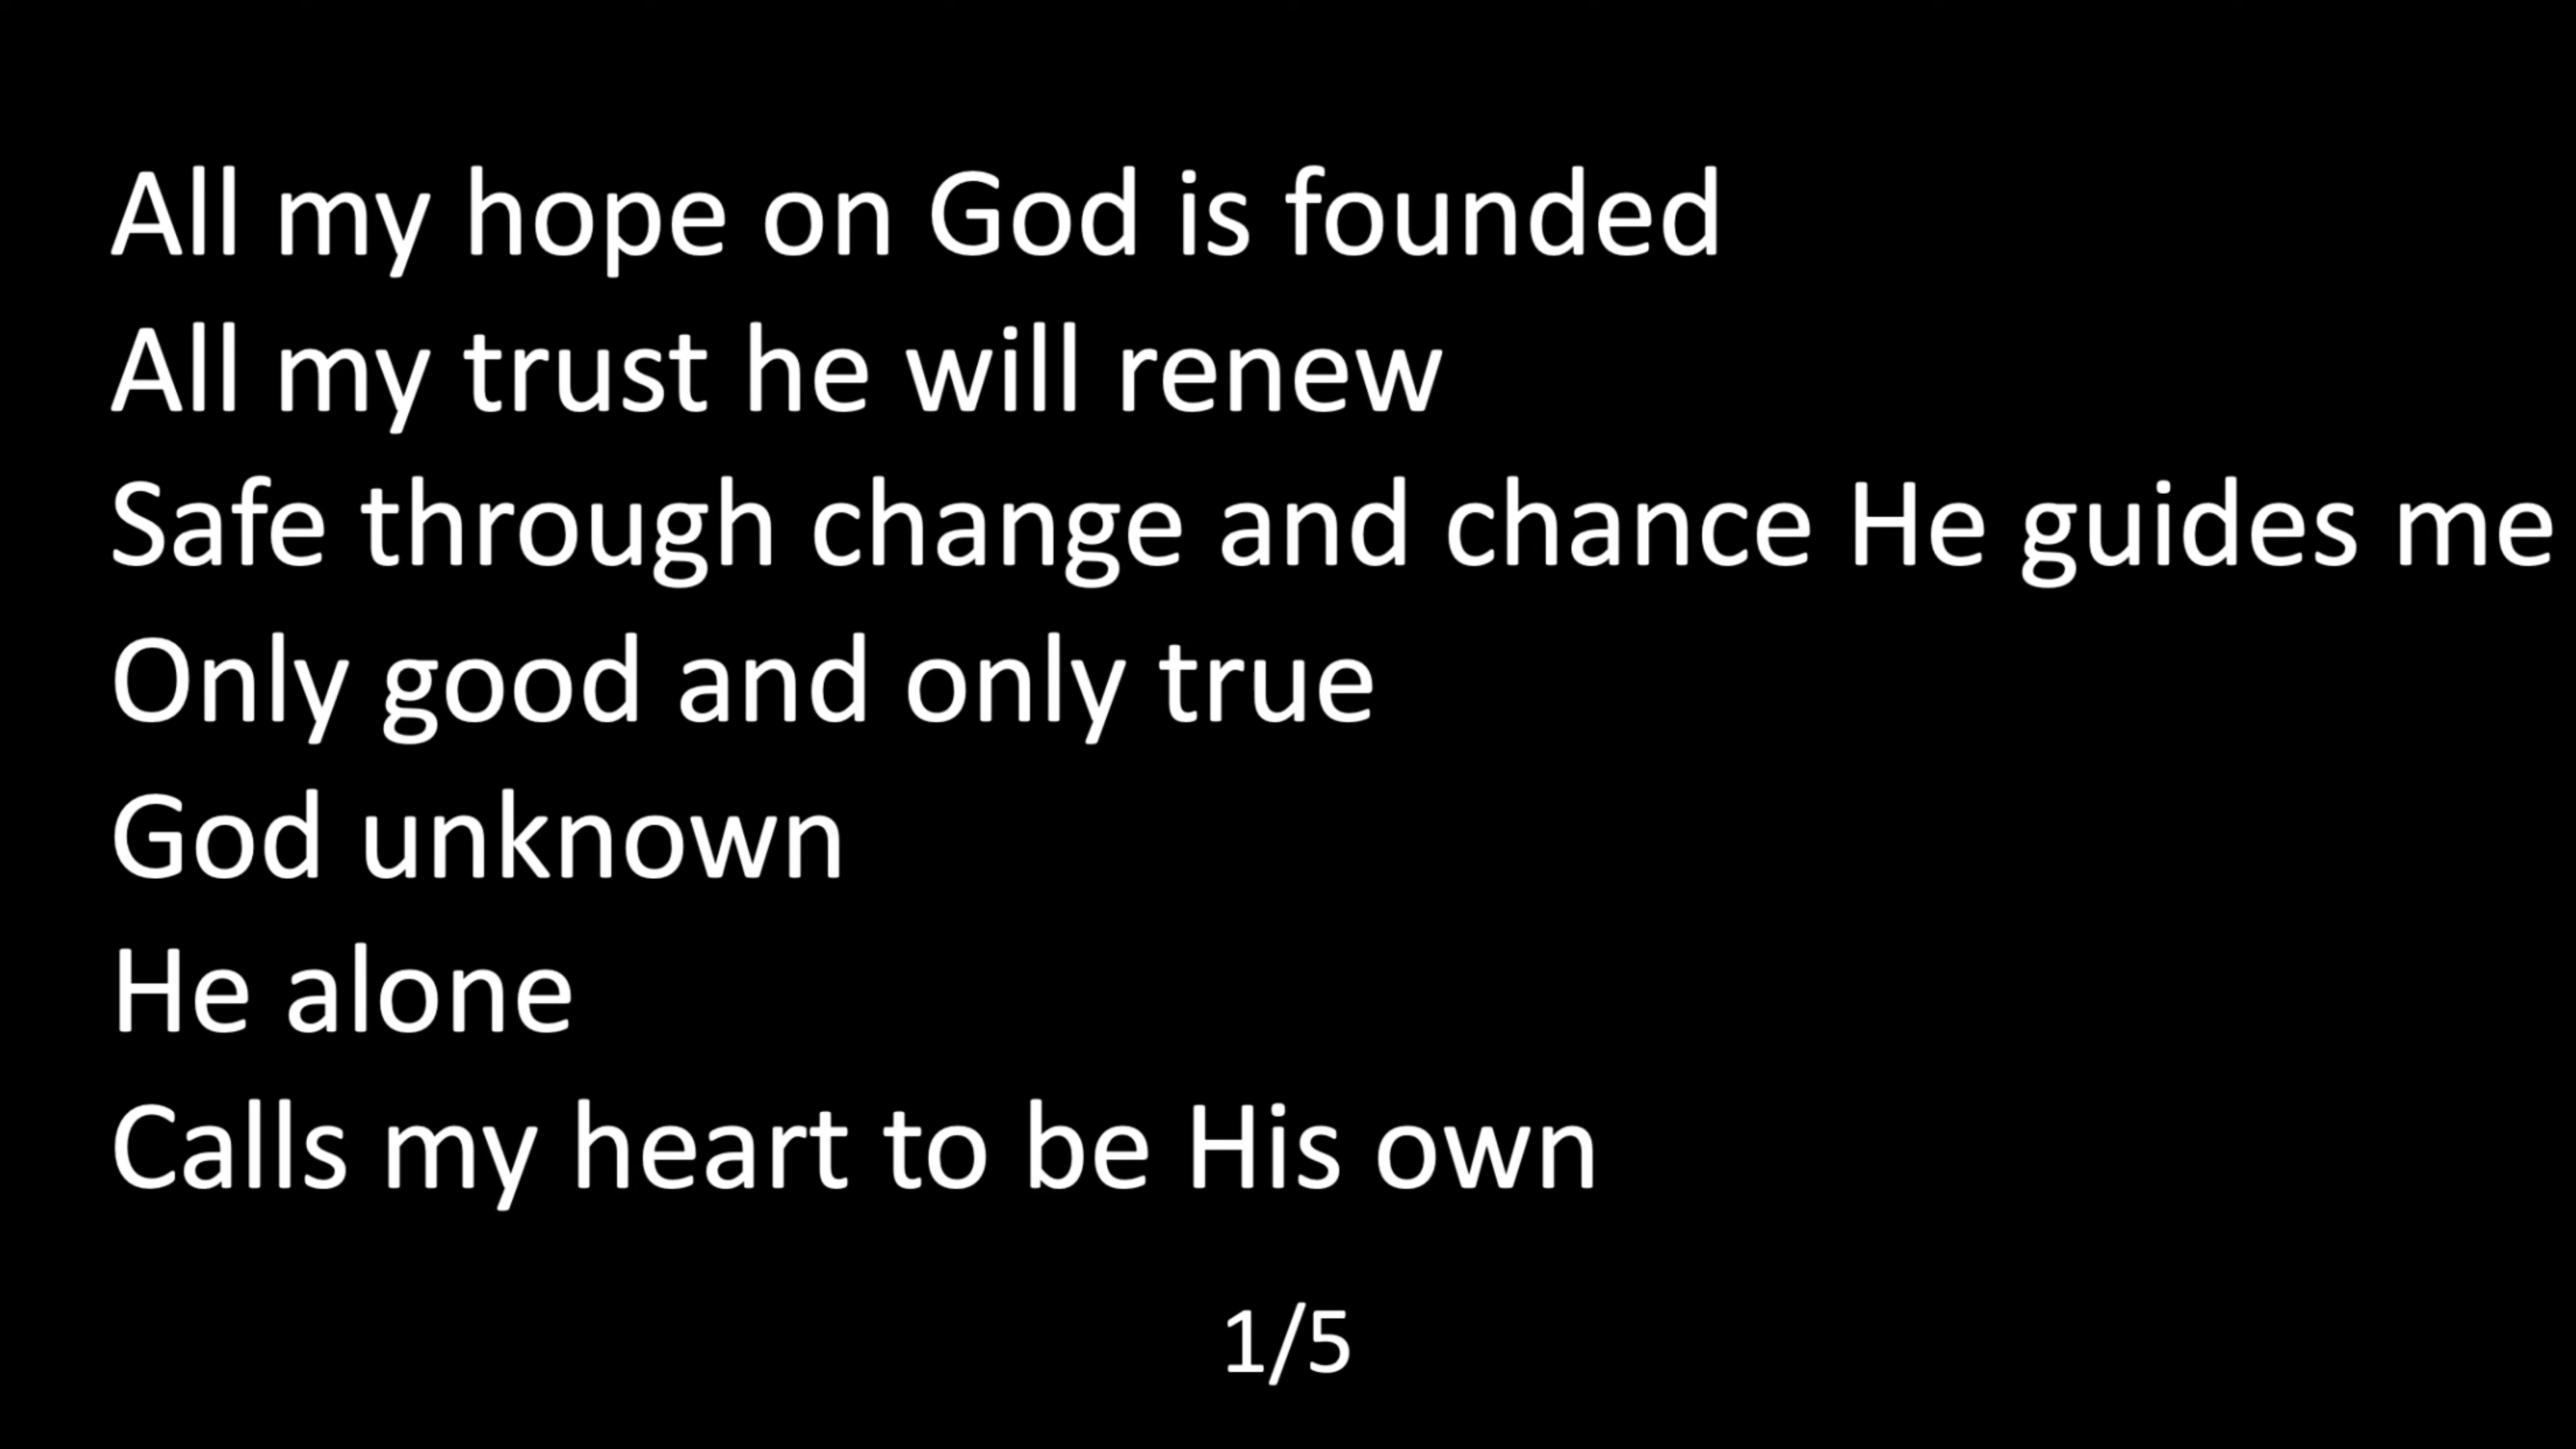 All my hope on God is founded
All my trust he will renew
Safe through change and chance He guides me
Only good and only true
God unknown
He alone
Calls my heart to be His own
1/5